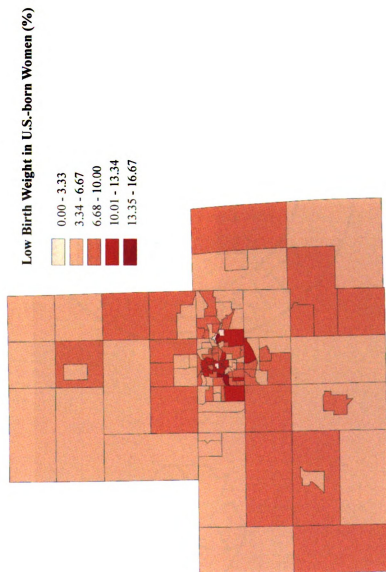 Low Birth Weight in U.S.-born Women (%)
0.00 - 3.33
3.34 - 6.67
6.68 - 10.00
10.01 - 13.34
13.35 - 16.67